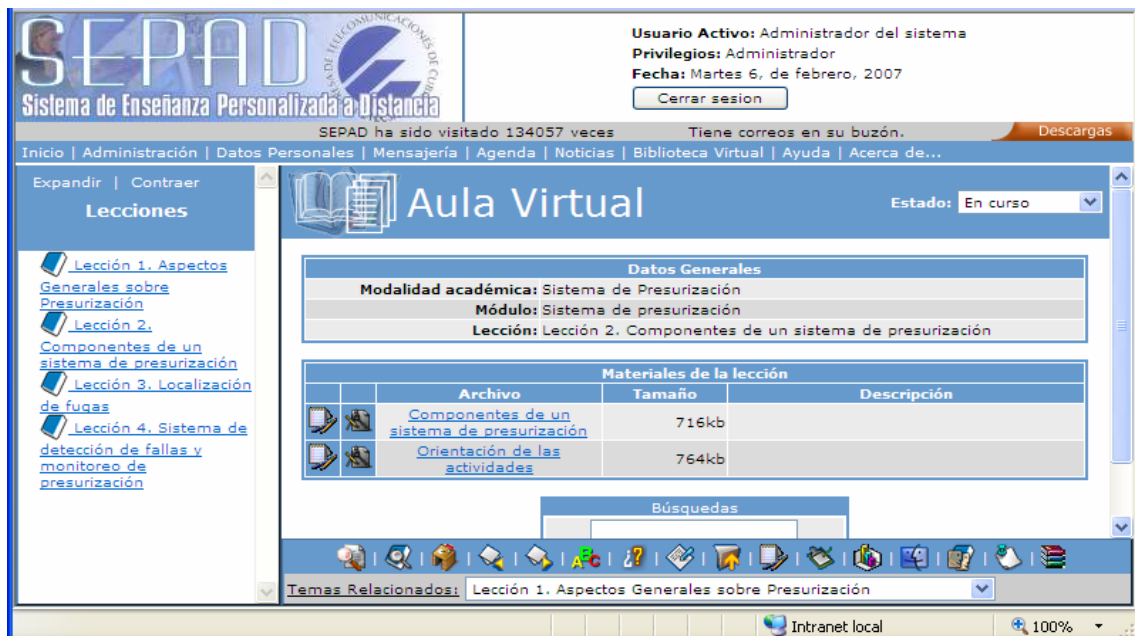 SEPAD
Sistema de Enseñanza Personalizada a Distancia
DE TELECOMUNICACIONES DE CUBA
Usuario Activo: Administrador del sistema
Privilegios: Administrador
Fecha: Martes 6, de febrero, 2007
Cerrar sesion
SEPAD ha sido visitado 134057 veces
Tiene correos en su buzón.
Descargas
Inicio | Administración | Datos Personales | Mensajería | Agenda | Noticias | Biblioteca Virtual | Ayuda | Acerca de...
Expandir | Contraer
Lecciones
Lección 1. Aspectos
Generales sobre
Presurización
Lección 2.
Componentes de un
sistema de presurización
Lección 3. Localización
de fugas
Lección 4. Sistema de
detección de fallas y
monitoreo de
presurización
Aula Virtual
Estado: En curso
Datos Generales
Modalidad académica: Sistema de Presurización
Módulo: Sistema de presurización
Lección: Lección 2. Componentes de un sistema de presurización
Materiales de la lección
Archivo Tamaño Descripción
Componentes de un
sistema de presurización
716kb
Orientación de las
actividades
764kb
Búsquedas
Temas Relacionados: Lección 1. Aspectos Generales sobre Presurización
Intranet local
100%